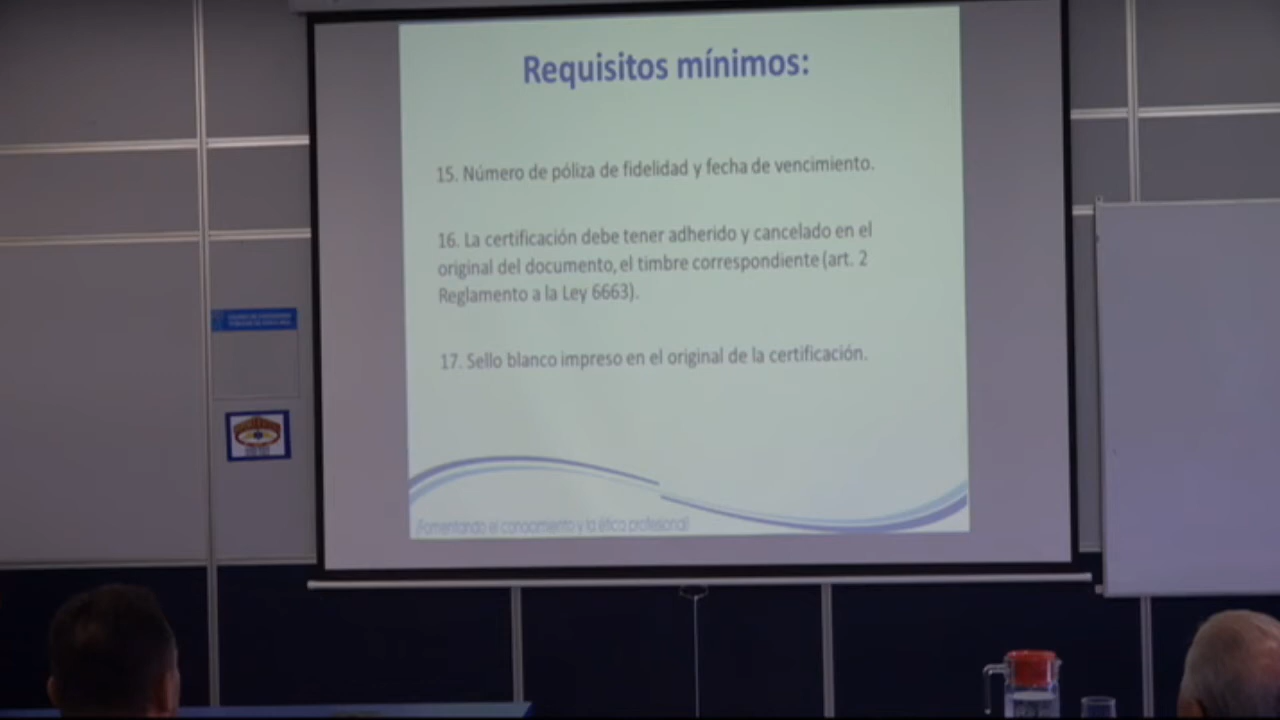 Requisitos mínimos:
15. Número de póliza de fidelidad y fecha de vencimiento.
16. La certificación debe tener adherido y cancelado en el
original del documento, el timbre correspondiente (art. 2
Reglamento a la Ley 6663).
17. Sello blanco impreso en el original de la certificación.
¡Fomentando el conocimiento y la ética profesional!